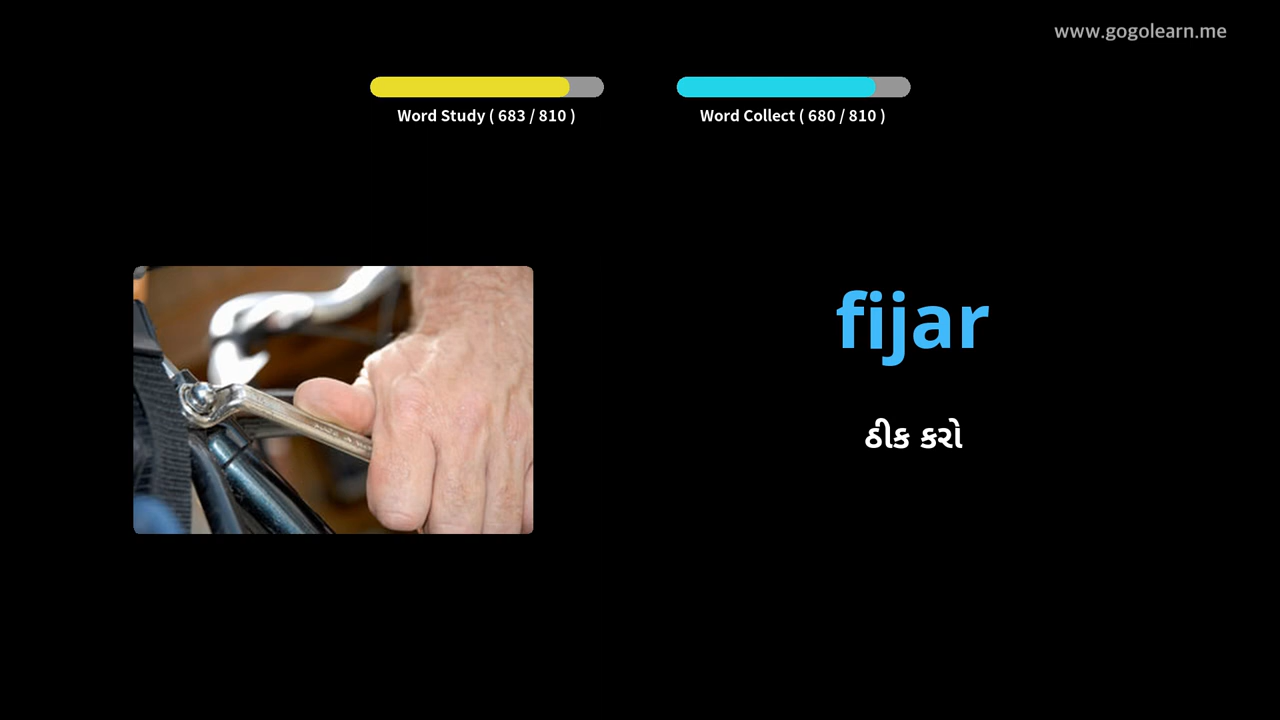 www.gogolearn.me
Word Study ( 683 / 810 )
Word Collect ( 680 / 810 )
fijar
ઠીક કરો